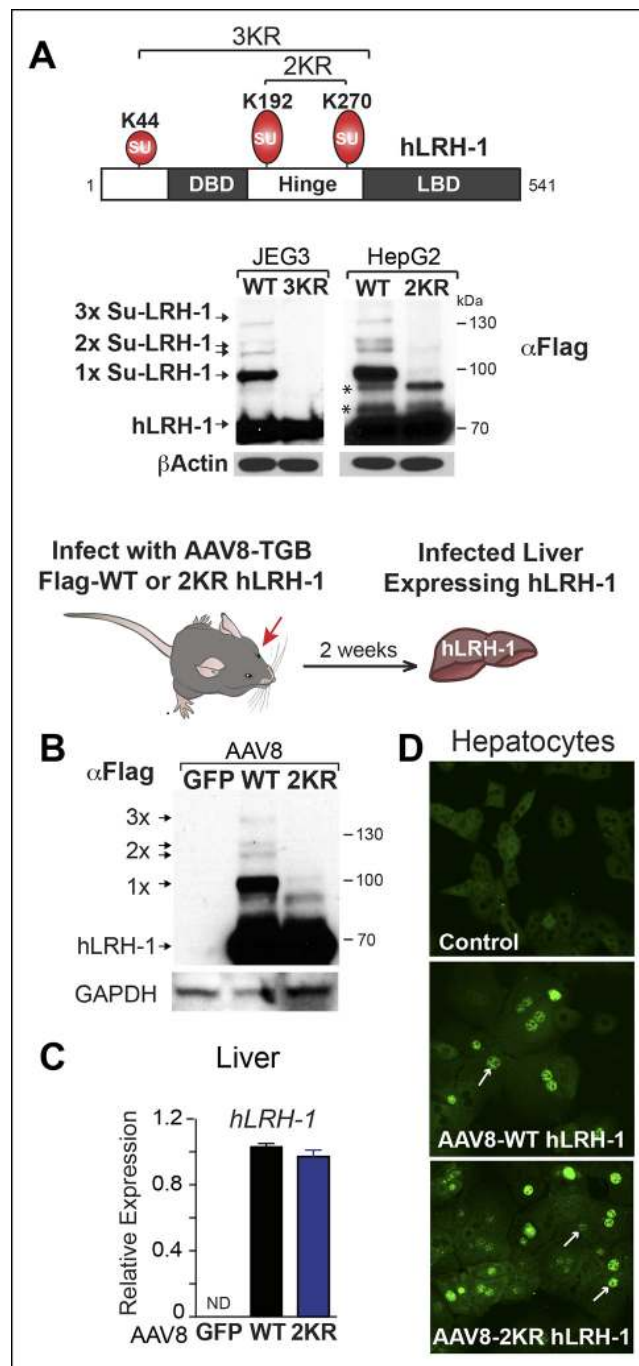 A
3KR
2KR
K44
K192
K270
SU
SU
SU
hLRH-1
1
DBD
Hinge
LBD
541
JEG3
HepG2
WT 3KR
WT 2KR
kDa
3x Su-LRH-1
- 130
2x Su-LRH-1
αFlag
- 100
1x Su-LRH-1
*
*
hLRH-1
- 70
βActin
Infect with AAV8-TGB
Flag-WT or 2KR hLRH-1
Infected Liver
Expressing hLRH-1
2 weeks
hLRH-1
B
AAV8
αFlag
GFP WT 2KR
3x
- 130
2x
1x
- 100
hLRH-1
- 70
GAPDH
C
Liver
hLRH-1
Relative Expression
1.2
0.8
0.4
0
ND
AAV8 GFP WT 2KR
D
Hepatocytes
Control
AAV8-WT hLRH-1
AAV8-2KR hLRH-1